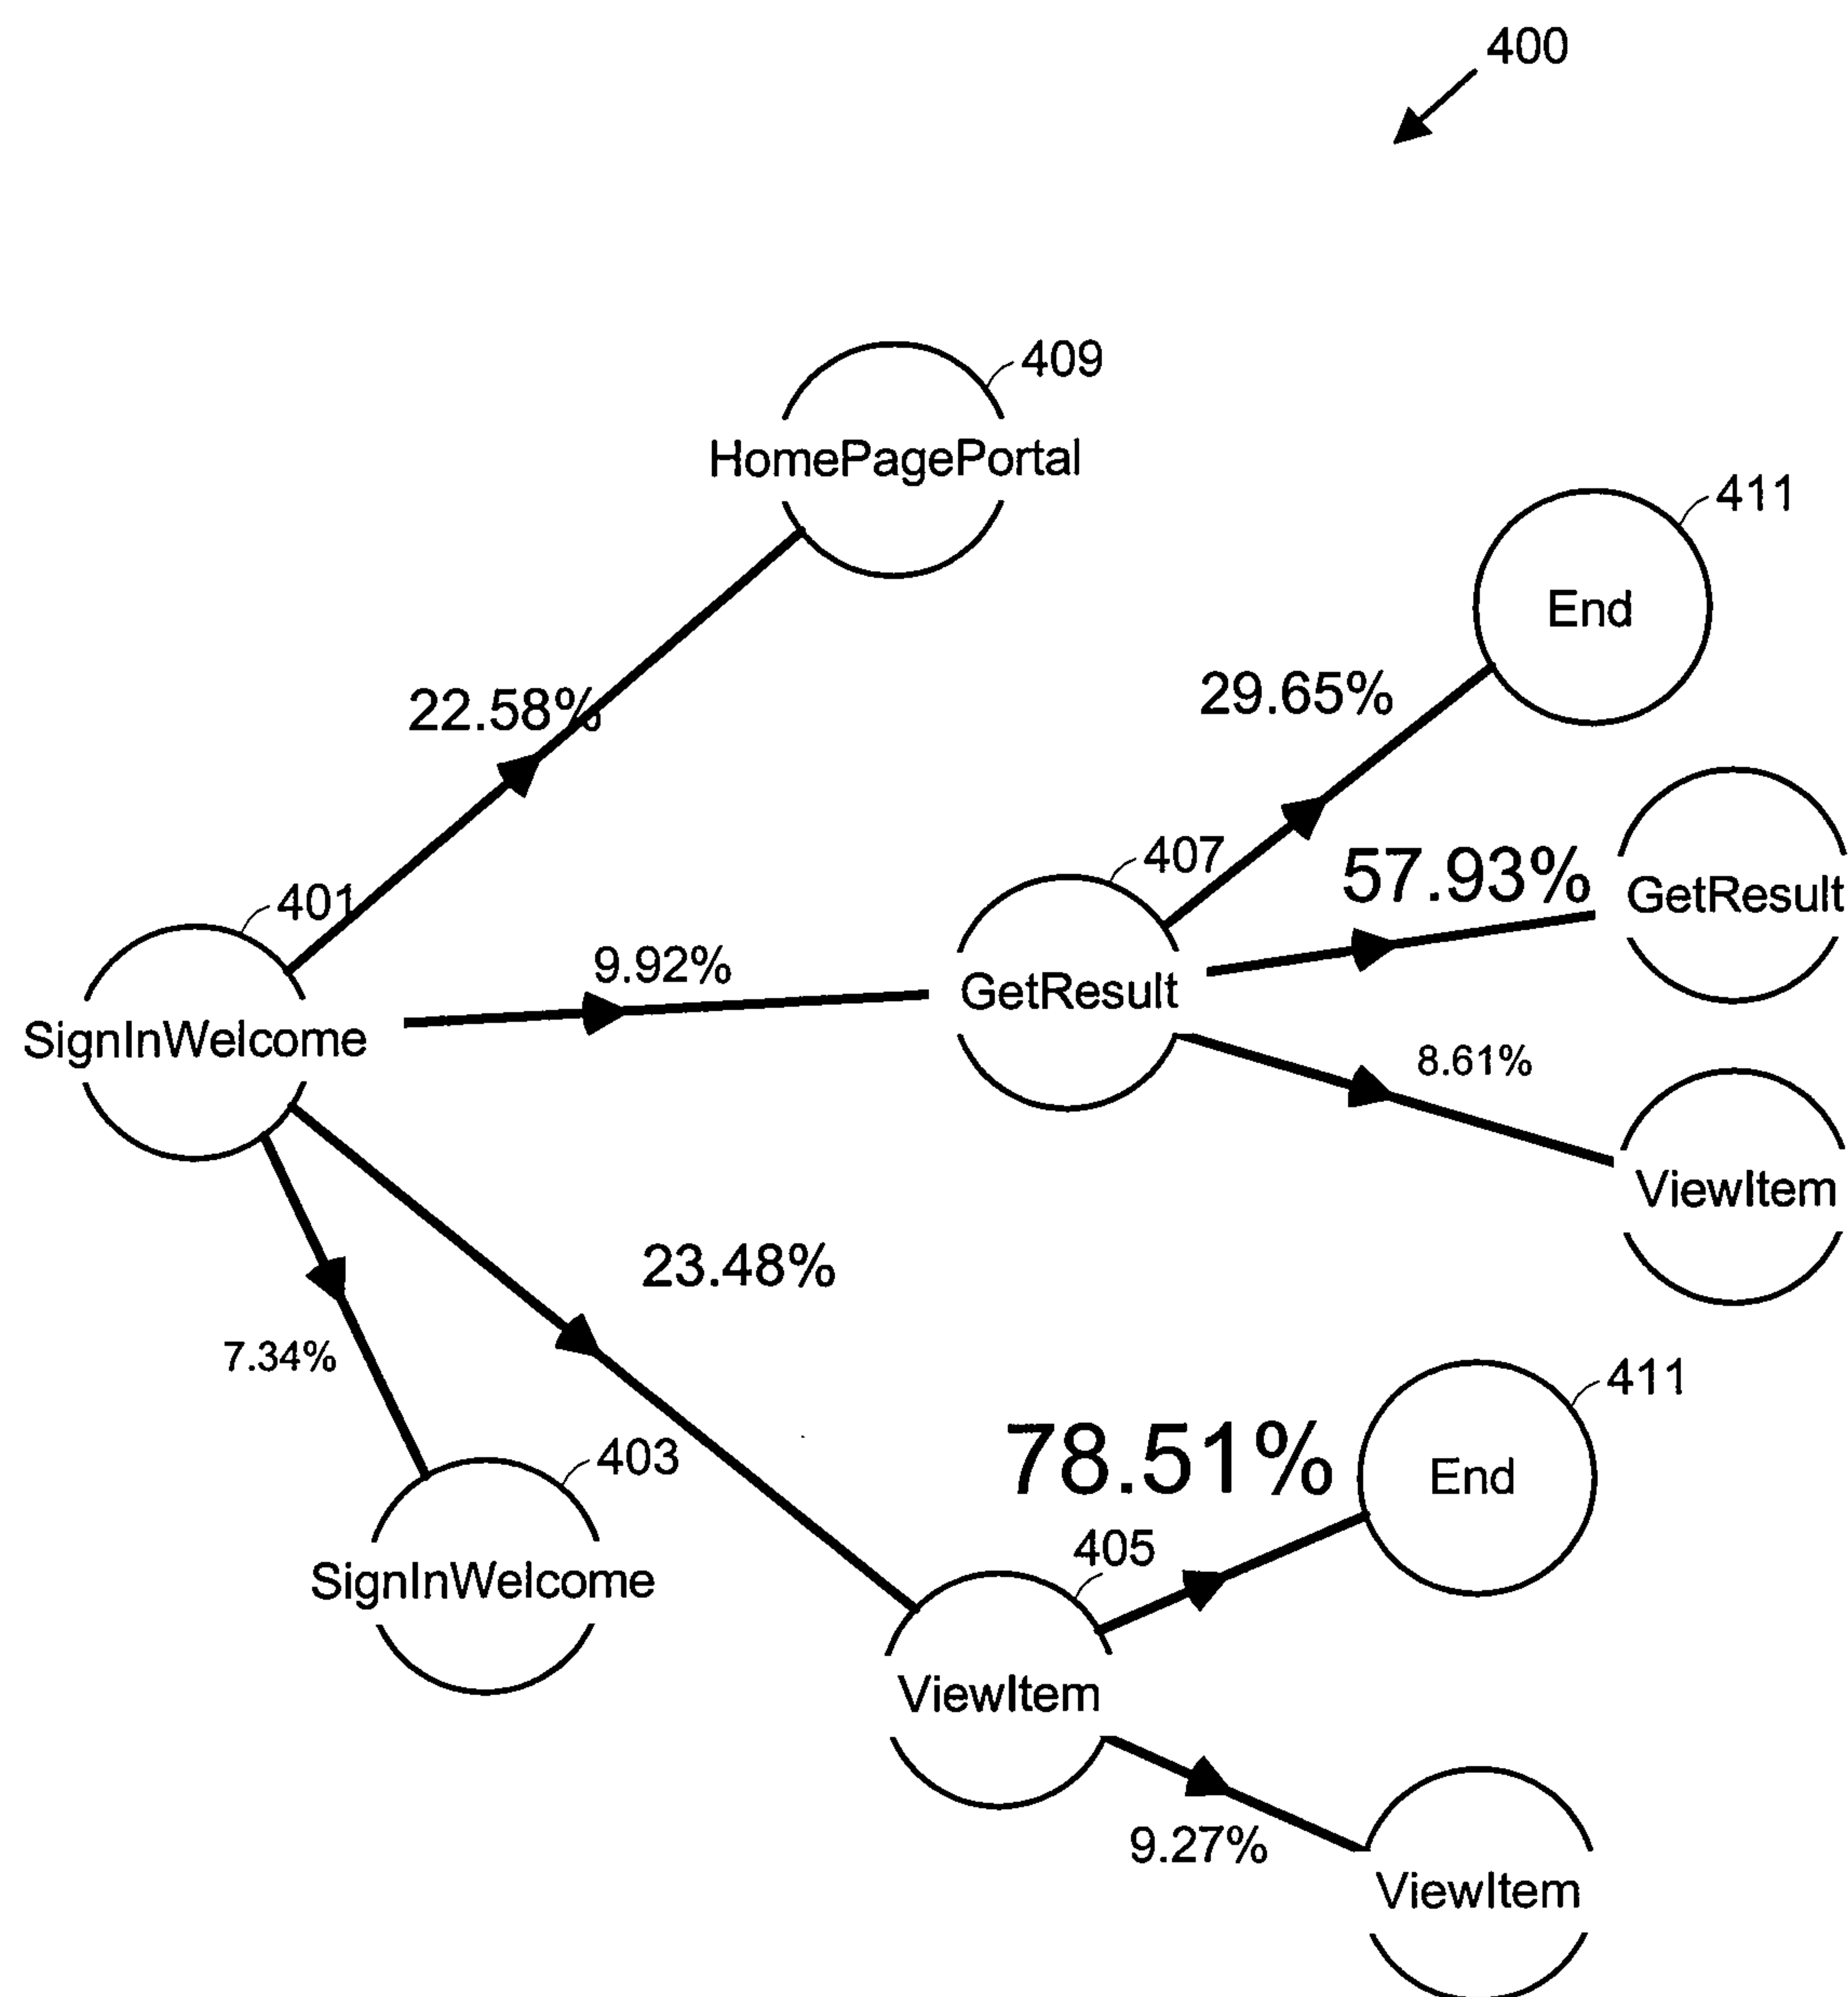 400
409
HomePagePortal
411
End
22.58%
29.65%
407
57.93%
GetResult
401
9.92%
GetResult
SignInWelcome
8.61%
ViewItem
23.48%
7.34%
411
78.51%
End
403
405
SignInWelcome
ViewItem
9.27%
ViewItem